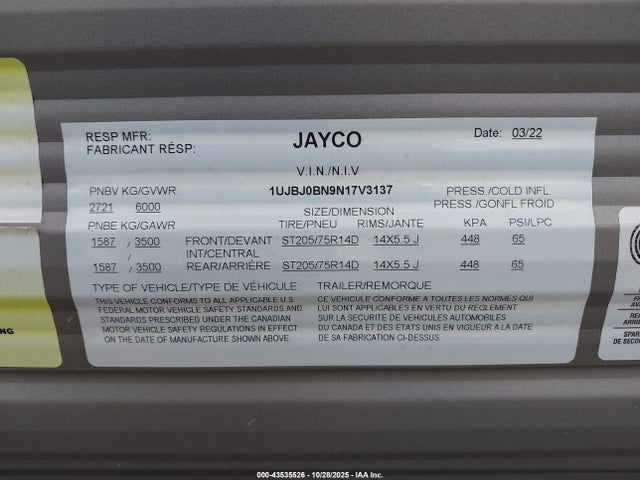 RESP MFR: JAYCO Date: 03/22
FABRICANT RÉSP:
V.I.N./N.I.V
PNBV KG/GVWR: 1UJBJ0BN9N17V3137 PRESS./COLD INFL
2721 6000 SIZE/DIMENSION PRESS./GONFL FROID
PNBE KG/GAWR TIRE/PNEU RIMS/JANTE KPA PSI/LPC
1587 / 3500 FRONT/DEVANT ST205/75R14D 14X5.5 J 448 65
INT/CENTRAL
1587 / 3500 REAR/ARRIÈRE ST205/75R14D 14X5.5 J 448 65
TYPE OF VEHICLE/TYPE DE VEHICULE: TRAILER/REMORQUE
THIS VEHICLE CONFORMS TO ALL APPLICABLE U.S.
FEDERAL MOTOR VEHICLE SAFETY STANDARDS AND
STANDARDS PRESCRIBED UNDER THE CANADIAN
MOTOR VEHICLE SAFETY REGULATIONS IN EFFECT
ON THE DATE OF MANUFACTURE SHOWN ABOVE.
CE VÉHICULE CONFORME A TOUTES LES NORMES QUI
LUI SONT APPLICABLES EN VERTU DU RÈGLEMENT
SUR LA SECURITE DE VEHICULES AUTOMOBILES
DU CANADA ET DES ETATS UNIS EN VIGUEUR A LA DATE
DE SA FABRICATION CI-DESSUS.
NG
REA
ARRIE
SPAR
DE SECOU
000-43535526 - 10/28/2025 - IAA Inc.